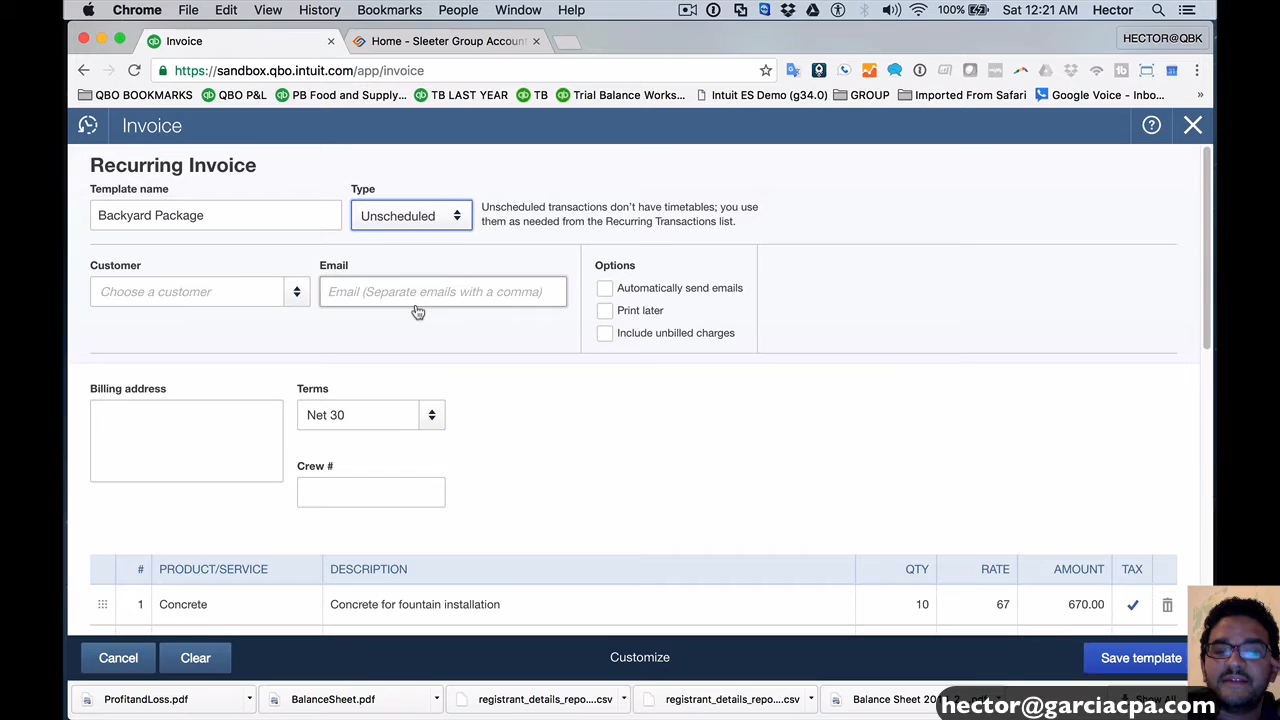 Chrome File Edit View History Bookmarks People Window Help 100% Sat 12:21 AM Hector
Invoice Home - Sleeter Group Account HECTOR@QBK
https://sandbox.qbo.intuit.com/app/invoice
QBO BOOKMARKS QBO P&L PB Food and Supply... TB LAST YEAR TB Trial Balance Works... Intuit ES Demo (g34.0) GROUP Imported From Safari Google Voice - Inbo... »
Invoice
Recurring Invoice
Template name Type
Backyard Package Unscheduled
Unscheduled transactions don't have timetables; you use
them as needed from the Recurring Transactions list.
Customer Email Options
Choose a customer Email (Separate emails with a comma)
Automatically send emails
Print later
Include unbilled charges
Billing address Terms
Net 30
Crew #
# PRODUCT/SERVICE DESCRIPTION QTY RATE AMOUNT TAX
1 Concrete Concrete for fountain installation 10 67 670.00
Cancel Clear Customize Save template
ProfitandLoss.pdf BalanceSheet.pdf registrant_details_repo....csv registrant_details_repo....csv Balance Sheet Show All
hector@garciacpa.com